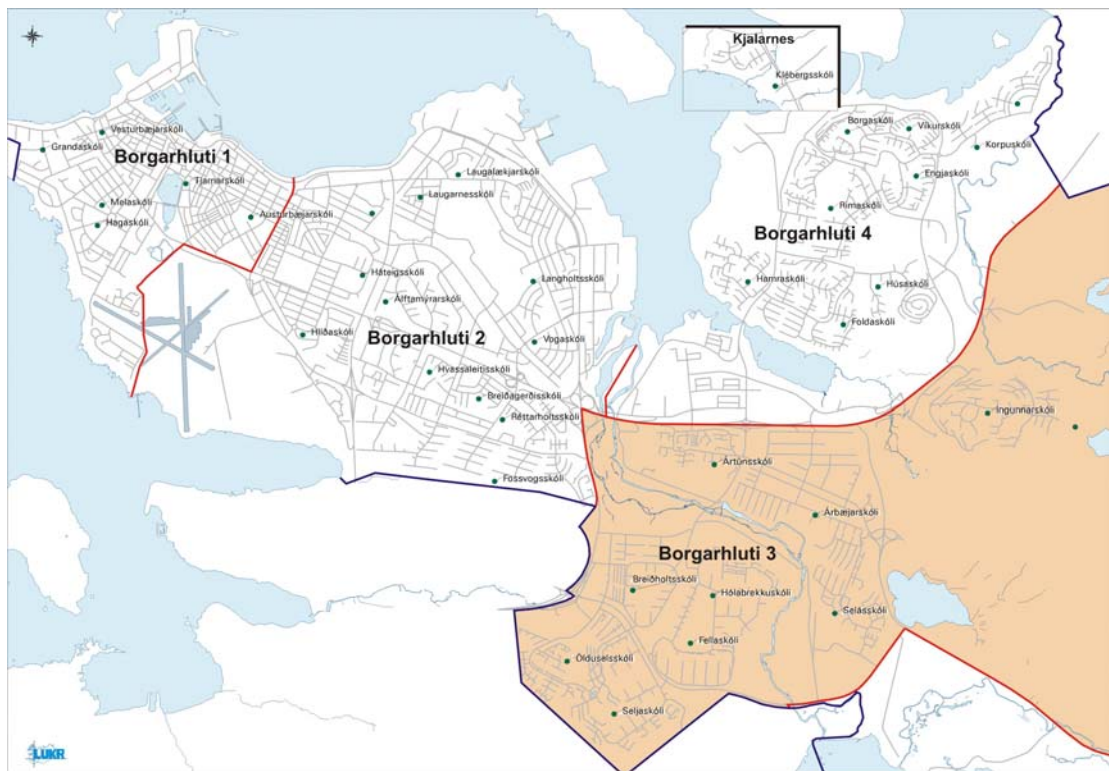 Kjalarnes
Klébergsskóli
Vesturbæjarskóli
Grandaskóli
Borgarhluti 1
Tjarnarskóli
Melaskóli
Hagaskóli
Austurbæjarskóli
Laugalækjarskóli
Laugarnesskóli
Háteigsskóli
Langholtsskóli
Álftamýrarskóli
Hlíðaskóli
Borgarhluti 2
Vogaskóli
Hvassaleitisskóli
Breiðagerðisskóli
Réttarholtsskóli
Fossvogsskóli
Borgaskóli
Víkurskóli
Korpuskóli
Engjaskóli
Rimaskóli
Borgarhluti 4
Hamraskóli
Húsaskóli
Foldaskóli
Ingunnarskóli
Ártúnsskóli
Árbæjarskóli
Borgarhluti 3
Breiðholtsskóli
Hólabrekkuskóli
Selásskóli
Fellaskóli
Ölduselsskóli
Seljaskóli
LUKR